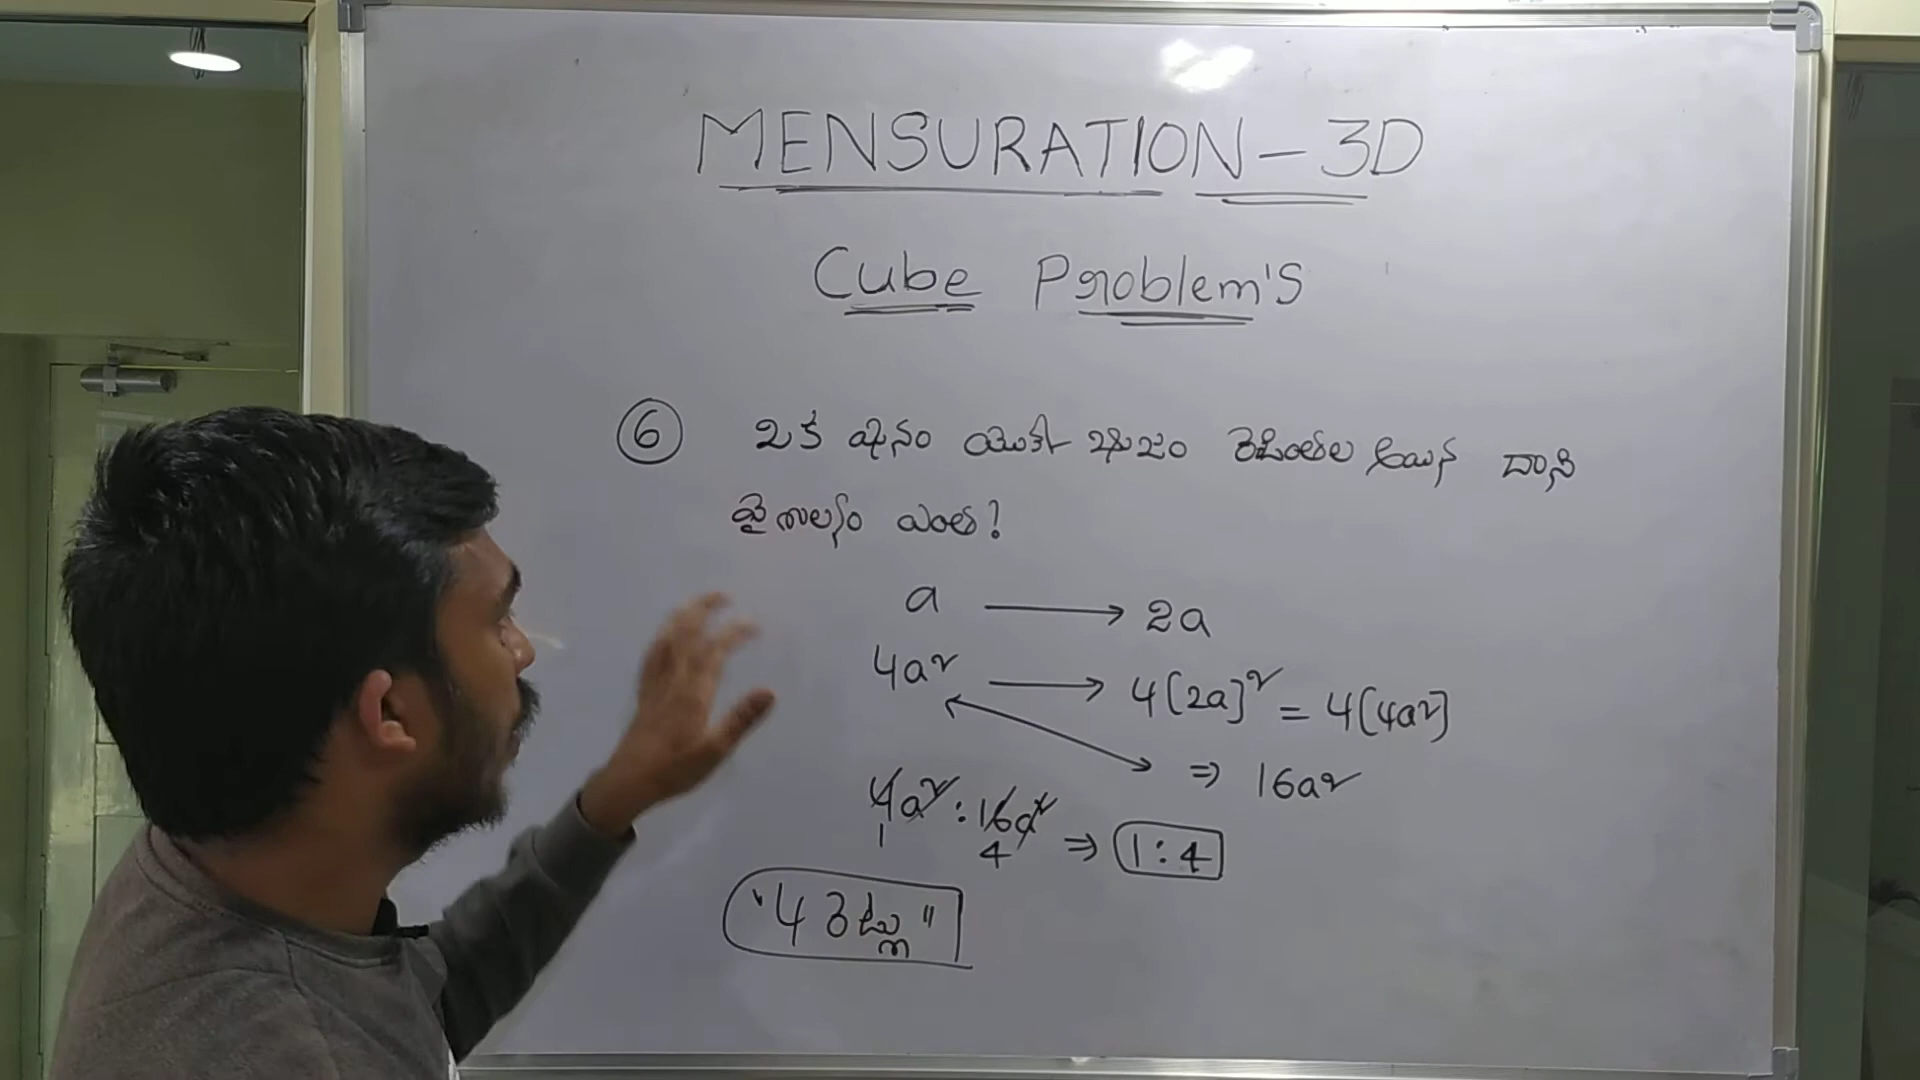 MENSURATION - 3D
Cube Problem's
6 ఒక ఘనం యొక్క భుజం రెటింతలు అయిన దాని
వైశాల్యం ఎంత?
a → 2a
4a² → 4[2a]² = 4(4a²)
⇒ 16a²
4a² : 16a² ⇒ 1 : 4
1 4
"4 రెట్లు"